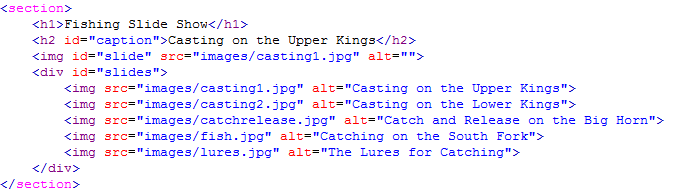 <section>
<h1>Fishing Slide Show</h1>
<h2 id="caption">Casting on the Upper Kings</h2>
<img id="slide" src="images/casting1.jpg" alt="">
<div id="slides">
<img src="images/casting1.jpg" alt="Casting on the Upper Kings">
<img src="images/casting2.jpg" alt="Casting on the Lower Kings">
<img src="images/catchrelease.jpg" alt="Catch and Release on the Big Horn">
<img src="images/fish.jpg" alt="Catching on the South Fork">
<img src="images/lures.jpg" alt="The Lures for Catching">
</div>
</section>